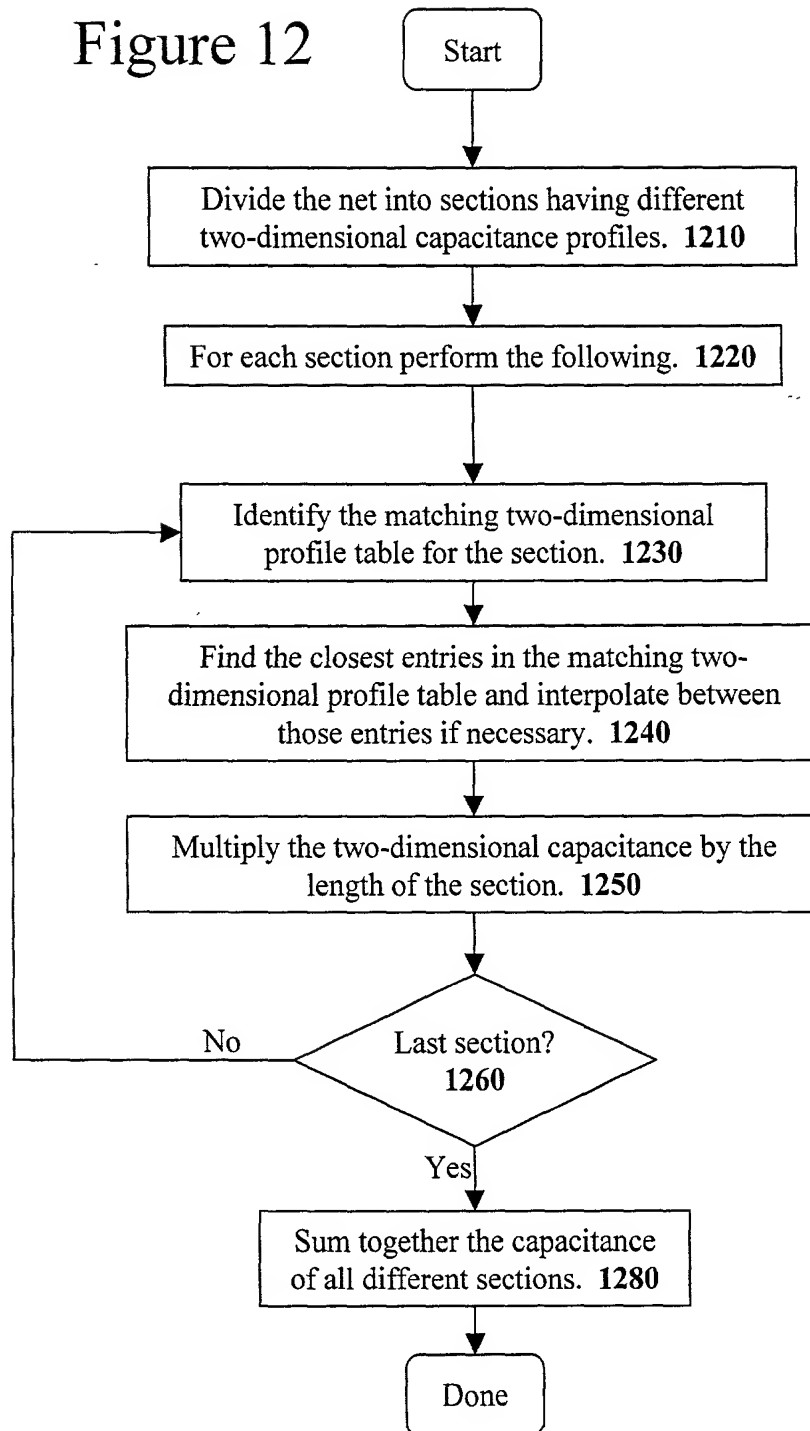 Figure 12
Start
Divide the net into sections having different
two-dimensional capacitance profiles. 1210
For each section perform the following. 1220
Identify the matching two-dimensional
profile table for the section. 1230
Find the closest entries in the matching two-
dimensional profile table and interpolate between
those entries if necessary. 1240
Multiply the two-dimensional capacitance by the
length of the section. 1250
No
Last section?
1260
Yes
Sum together the capacitance
of all different sections. 1280
Done